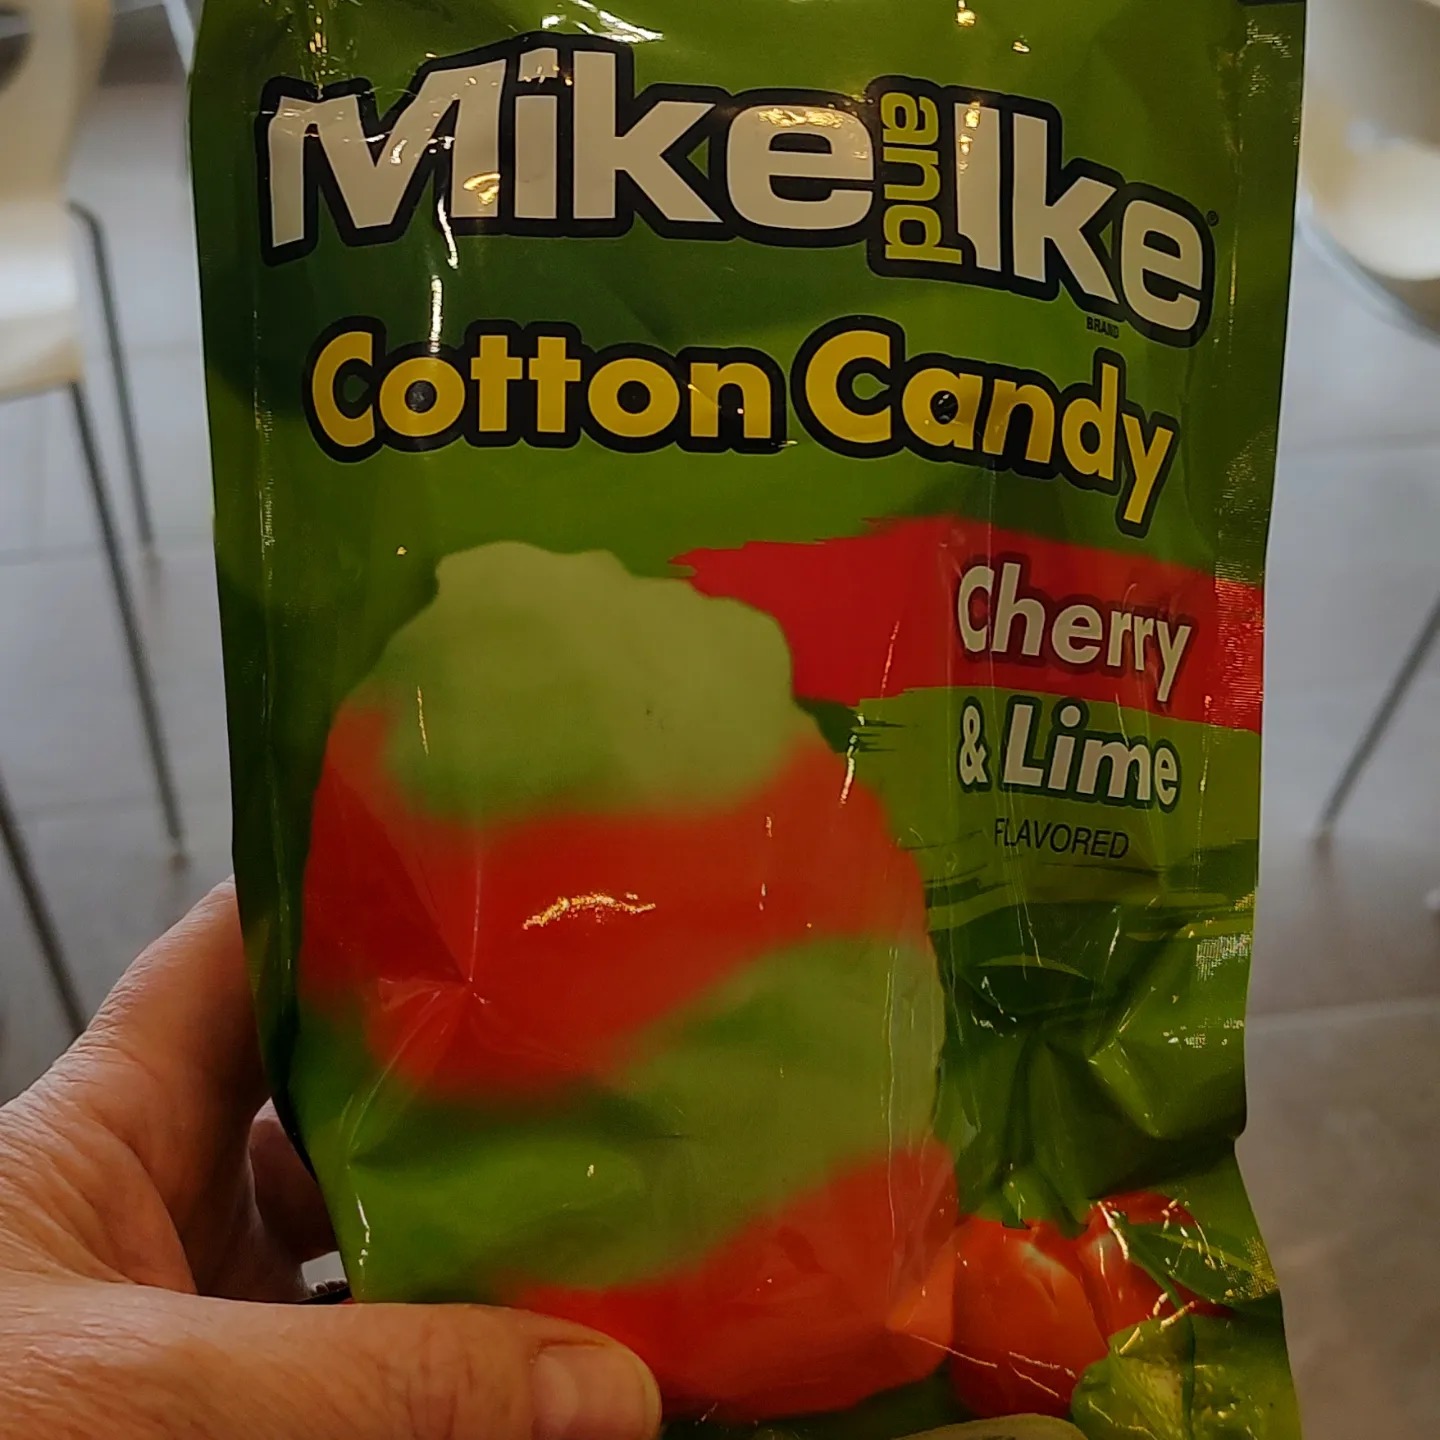 Mike and Ike®
BRAND
Cotton Candy
Cherry
& Lime
FLAVORED